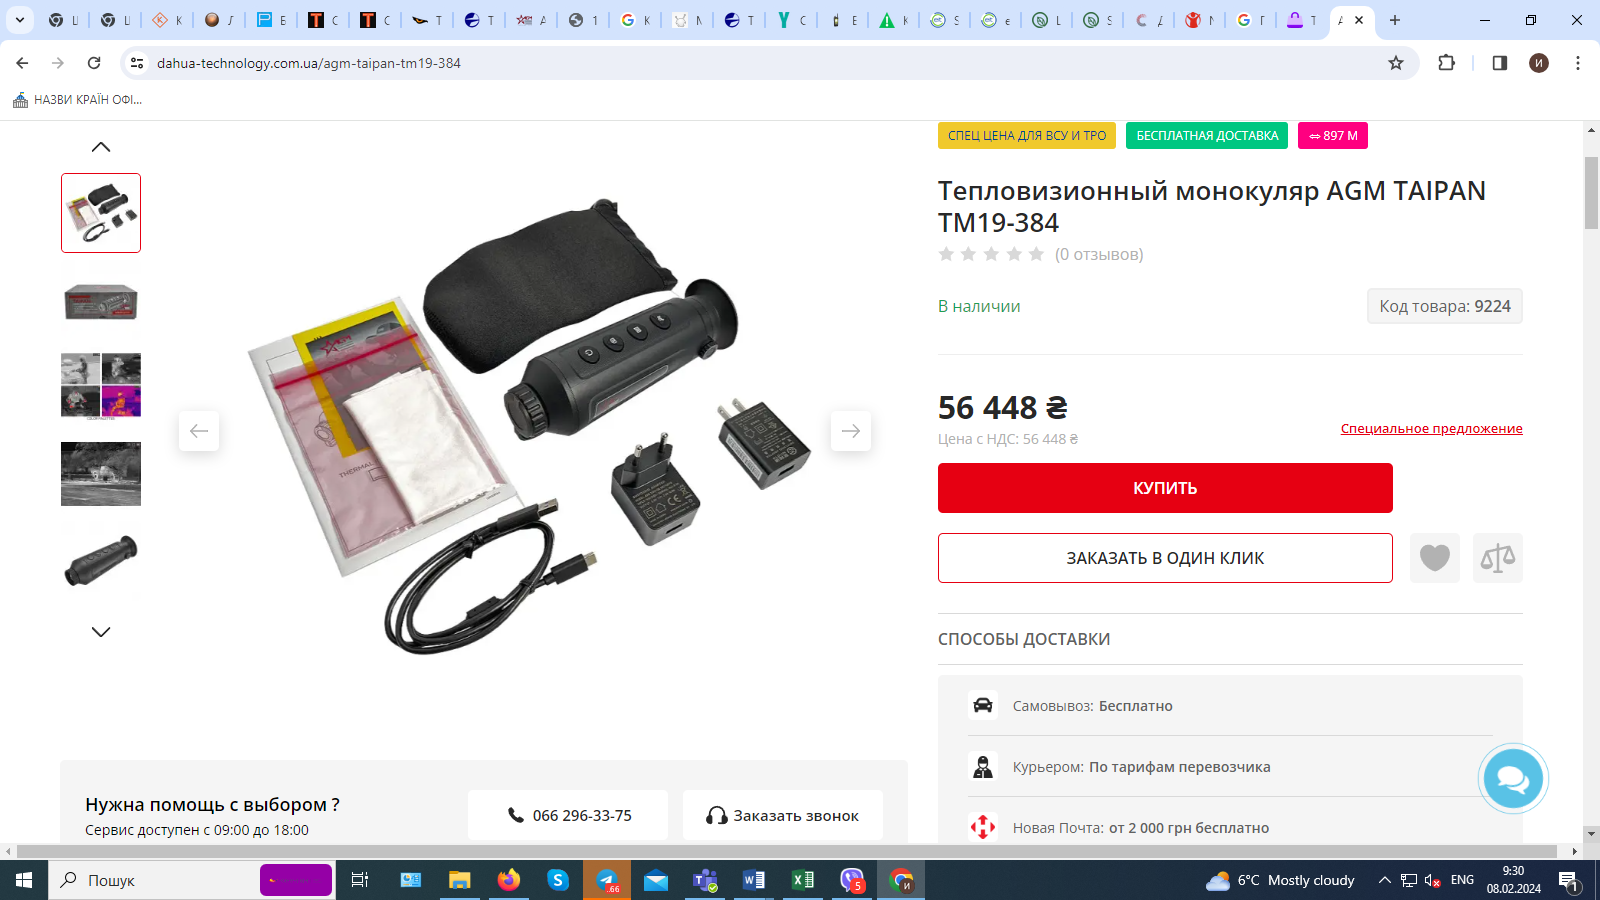 dahua-technology.com.ua/agm-taipan-tm19-384
НАЗВИ КРАЇН ОФІ...
СПЕЦ ЦЕНА ДЛЯ ВСУ И ТРО
БЕСПЛАТНАЯ ДОСТАВКА
⇔ 897 М
Тепловизионный монокуляр AGM TAIPAN
TM19-384
(0 отзывов)
В наличии
Код товара: 9224
56 448 ₴
Цена с НДС: 56 448 ₴
Специальное предложение
КУПИТЬ
ЗАКАЗАТЬ В ОДИН КЛИК
СПОСОБЫ ДОСТАВКИ
Самовывоз: Бесплатно
Курьером: По тарифам перевозчика
Новая Почта: от 2 000 грн бесплатно
Нужна помощь с выбором ?
Сервис доступен с 09:00 до 18:00
066 296-33-75
Заказать звонок
Пошук
6°C Mostly cloudy
ENG
9:30
08.02.2024